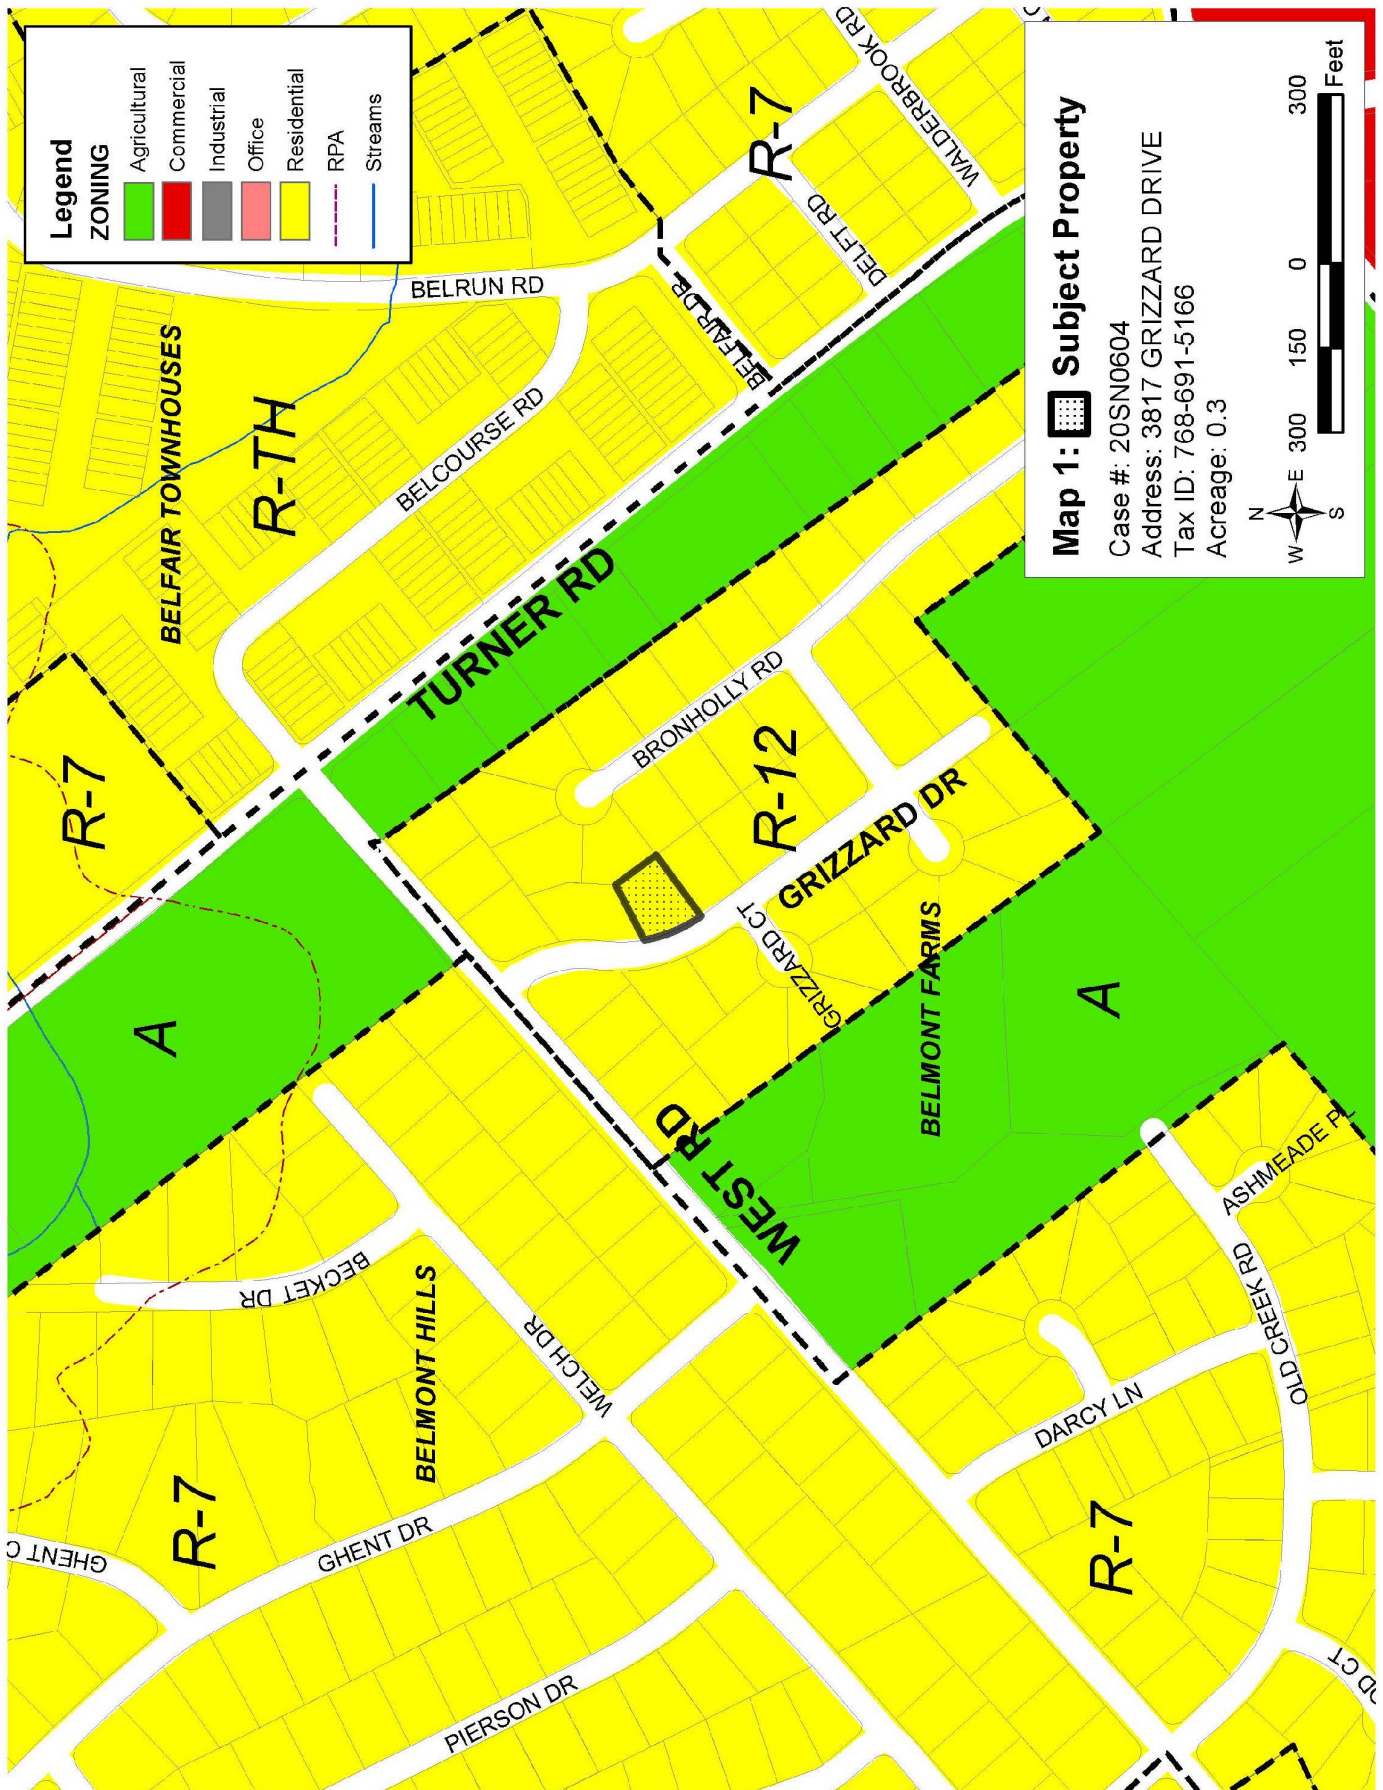 Legend
ZONING
Agricultural
Commercial
Industrial
Office
Residential
RPA
Streams
R-7
BELFAIR TOWNHOUSES
R-TH
BELRUN RD
BELCOURSE RD
BELFAIR DR
DELFT RD
WALDERBROOK RD
R-7
TURNER RD
A
BRONHOLLY RD
R-12
GRIZZARD DR
GRIZZARD CT
BELMONT FARMS
A
WEST RD
BECKET DR
BELMONT HILLS
WELCH DR
R-7
GHENT
GHENT DR
PIERSON DR
DARCY LN
OLD CREEK RD
ASHMEADE PL
R-7
CT
Map 1: Subject Property
Case #: 20SN0604
Address: 3817 GRIZZARD DRIVE
Tax ID: 768-691-5166
Acreage: 0.3
N
W E
S
300 150 0 300
Feet